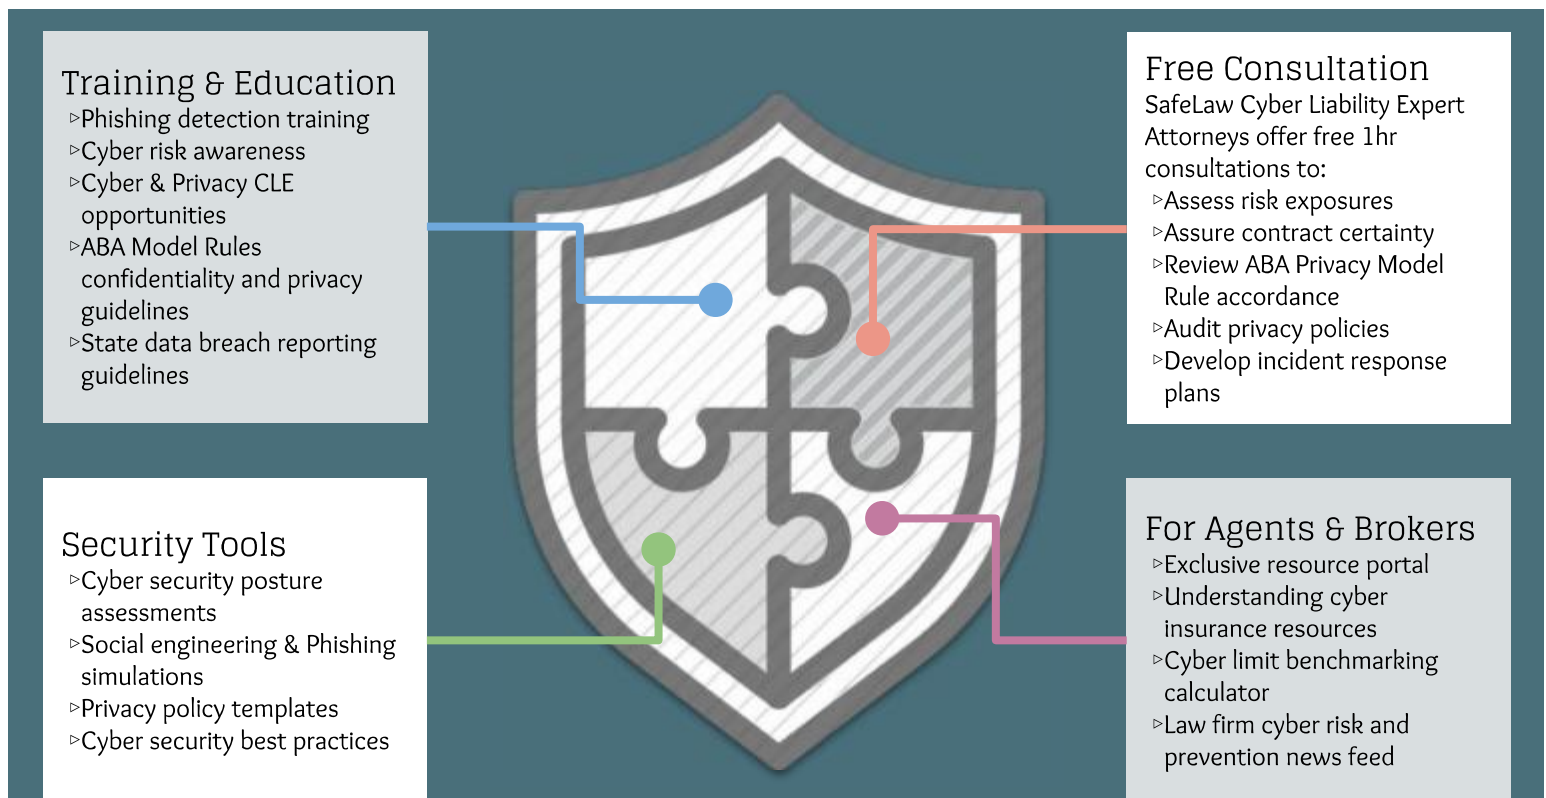 Training & Education
▹Phishing detection training
▹Cyber risk awareness
▹Cyber & Privacy CLE
opportunities
▹ABA Model Rules
confidentiality and privacy
guidelines
▹State data breach reporting
guidelines
Free Consultation
SafeLaw Cyber Liability Expert
Attorneys offer free 1hr
consultations to:
▹Assess risk exposures
▹Assure contract certainty
▹Review ABA Privacy Model
Rule accordance
▹Audit privacy policies
▹Develop incident response
plans
Security Tools
▹Cyber security posture
assessments
▹Social engineering & Phishing
simulations
▹Privacy policy templates
▹Cyber security best practices
For Agents & Brokers
▹Exclusive resource portal
▹Understanding cyber
insurance resources
▹Cyber limit benchmarking
calculator
▹Law firm cyber risk and
prevention news feed